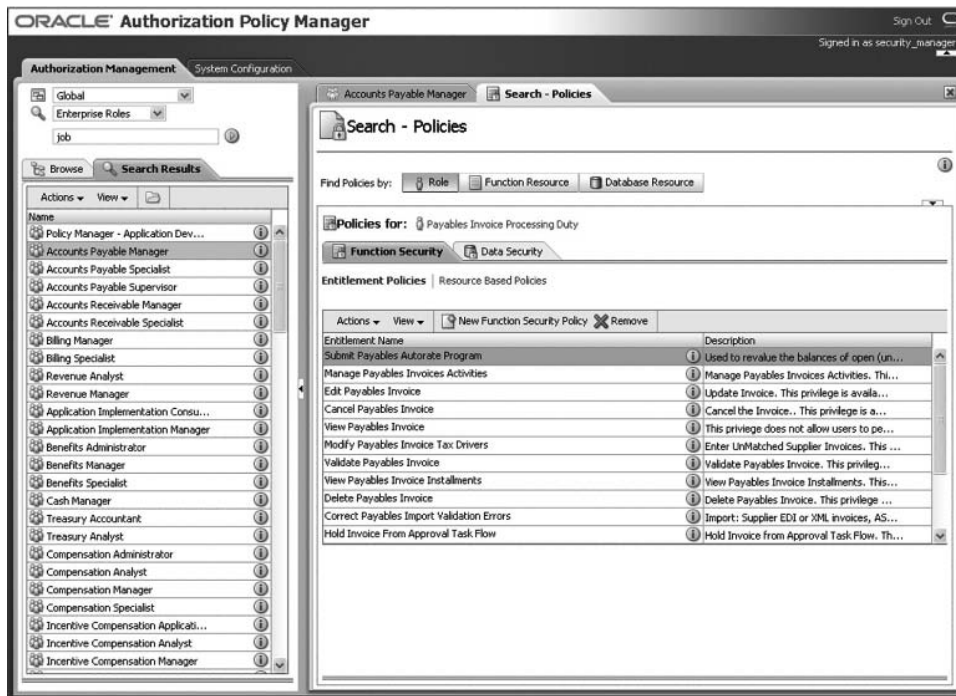 ORACLE Authorization Policy Manager
Sign Out
Signed in as security_manager
Authorization Management
System Configuration
Global
Enterprise Roles
job
Browse
Search Results
Actions
View
Name
Policy Manager - Application Dev...
Accounts Payable Manager
Accounts Payable Specialist
Accounts Payable Supervisor
Accounts Receivable Manager
Accounts Receivable Specialist
Billing Manager
Billing Specialist
Revenue Analyst
Revenue Manager
Application Implementation Consu...
Application Implementation Manager
Benefits Administrator
Benefits Manager
Benefits Specialist
Cash Manager
Treasury Accountant
Treasury Analyst
Compensation Administrator
Compensation Analyst
Compensation Manager
Compensation Specialist
Incentive Compensation Applicati...
Incentive Compensation Analyst
Incentive Compensation Manager
Accounts Payable Manager
Search - Policies
Search - Policies
Find Policies by: Role Function Resource Database Resource
Policies for: Payables Invoice Processing Duty
Function Security
Data Security
Entitlement Policies | Resource Based Policies
Actions View New Function Security Policy Remove
Entitlement Name Description
Submit Payables Autorate Program Used to revalue the balances of open (un...
Manage Payables Invoices Activities Manage Payables Invoices Activities. Thi...
Edit Payables Invoice Update Invoice. This privilege is availa...
Cancel Payables Invoice Cancel the Invoice.. This privilege is a...
View Payables Invoice This privege does not allow users to pe...
Modify Payables Invoice Tax Drivers Enter UnMatched Supplier Invoices. This ...
Validate Payables Invoice Validate Payables Invoice. This privileg...
View Payables Invoice Installments View Payables Invoice Installments. This...
Delete Payables Invoice Delete Payables Invoice. This privilege ...
Correct Payables Import Validation Errors Import: Supplier EDI or XML invoices, AS...
Hold Invoice From Approval Task Flow Hold Invoice from Approval Task Flow. Th...